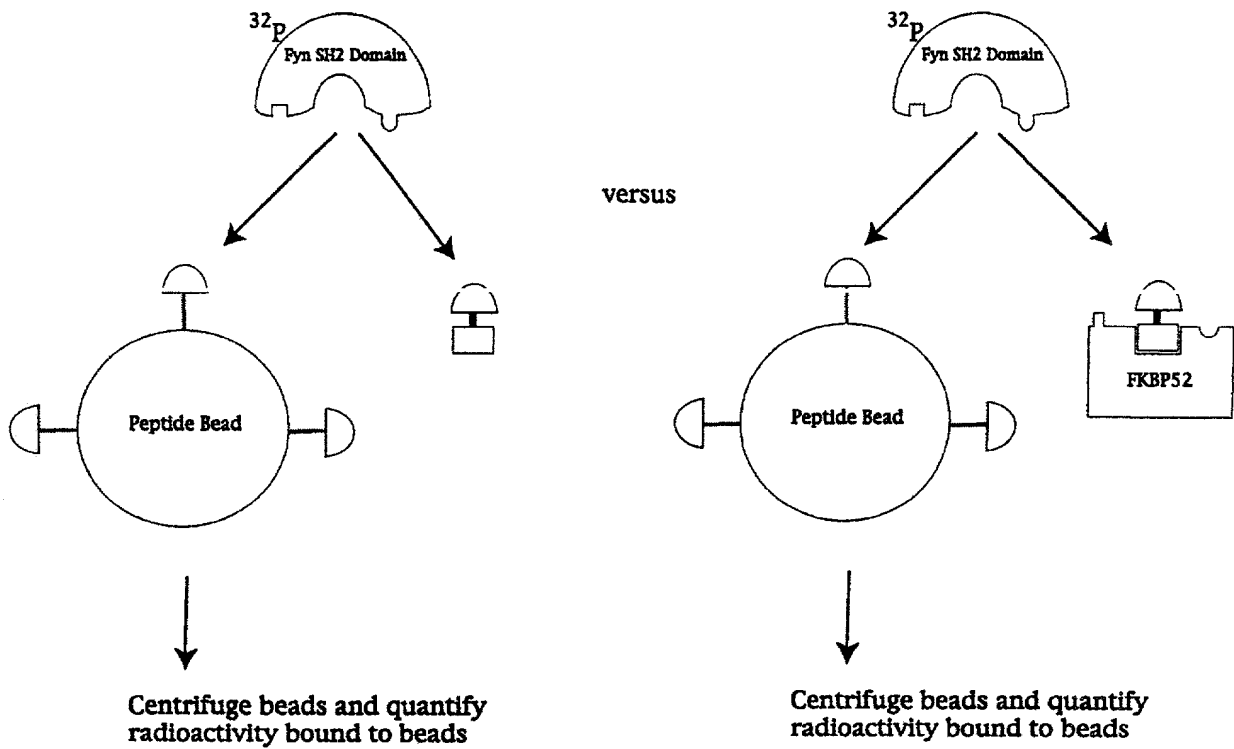 32P
Fyn SH2 Domain
versus
32P
Fyn SH2 Domain
Peptide Bead
Peptide Bead
FKBP52
Centrifuge beads and quantify
radioactivity bound to beads
Centrifuge beads and quantify
radioactivity bound to beads